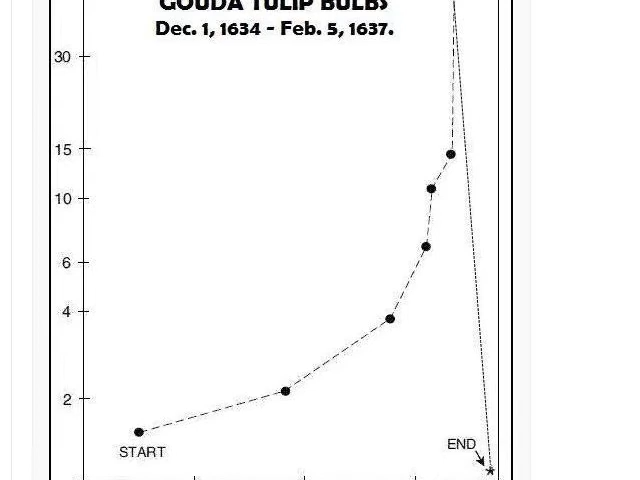 GOUDA TULIP BULBS
Dec. 1, 1634 - Feb. 5, 1637.
30
15
10
6
4
2
START
END